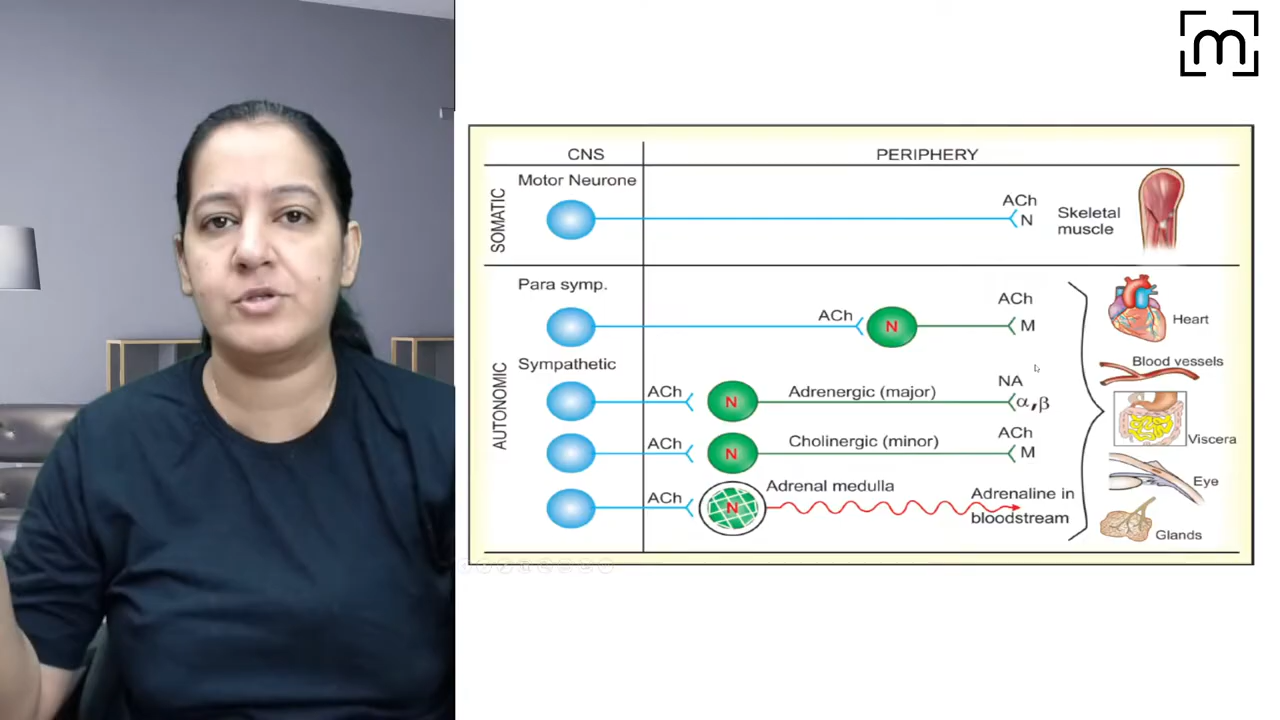 m
CNS
PERIPHERY
SOMATIC
Motor Neurone
ACh
N
Skeletal
muscle
AUTONOMIC
Para symp.
ACh
N
ACh
M
Heart
Sympathetic
Blood vessels
ACh
N
Adrenergic (major)
NA
α,β
ACh
N
Cholinergic (minor)
ACh
M
Viscera
ACh
N
Adrenal medulla
Adrenaline in
bloodstream
Eye
Glands